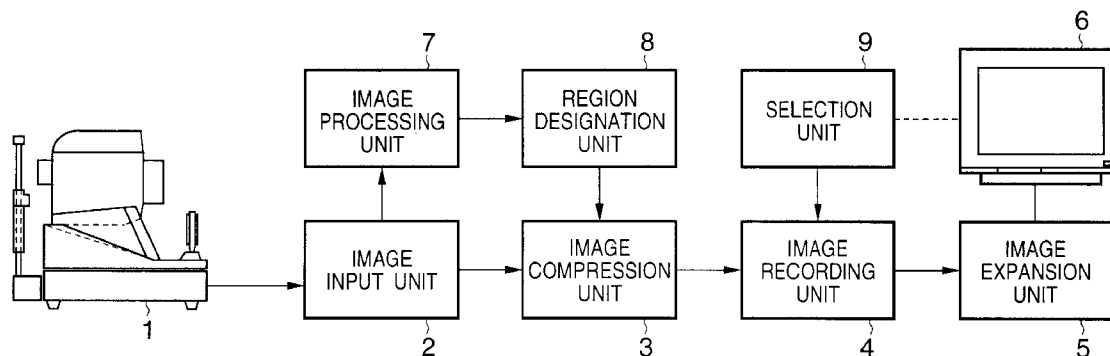 7
8
9
6
IMAGE
PROCESSING
UNIT
REGION
DESIGNATION
UNIT
SELECTION
UNIT
IMAGE
INPUT UNIT
IMAGE
COMPRESSION
UNIT
IMAGE
RECORDING
UNIT
IMAGE
EXPANSION
UNIT
1
2
3
4
5